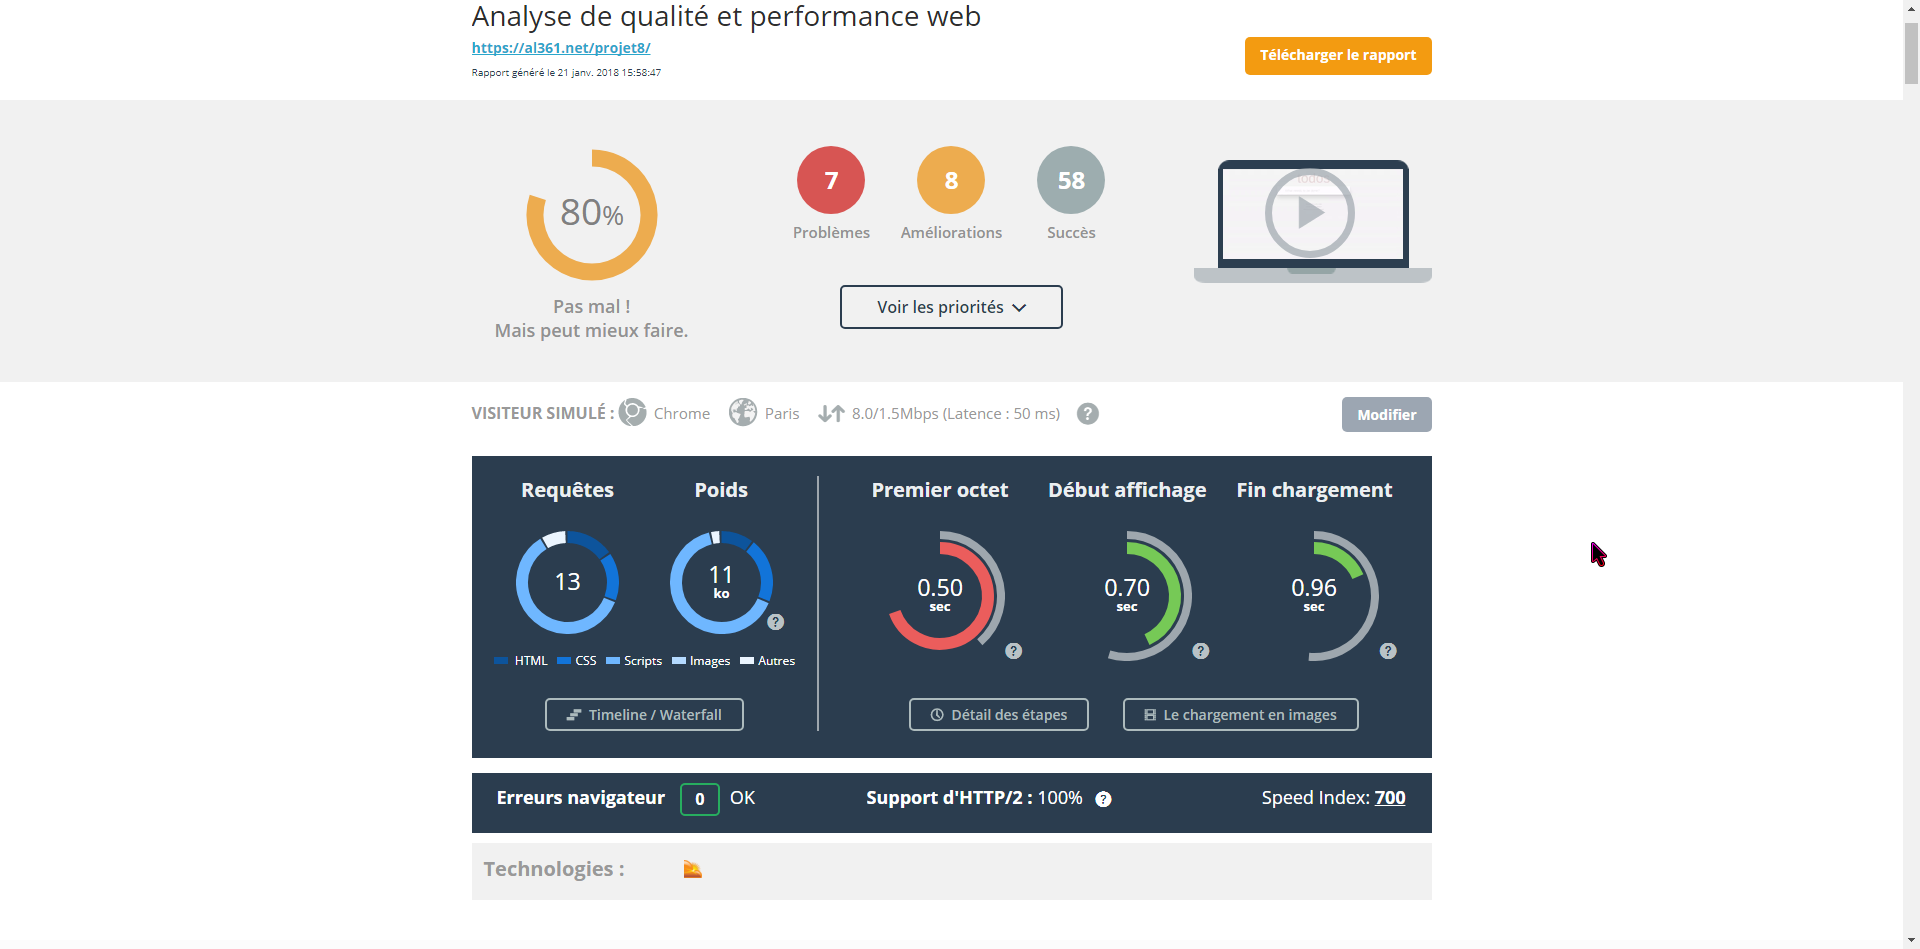 Analyse de qualité et performance web
https://al361.net/projet8/
Rapport généré le 21 janv. 2018 15:58:47
Télécharger le rapport
80%
Pas mal !
Mais peut mieux faire.
7
Problèmes
8
Améliorations
58
Succès
Voir les priorités
VISITEUR SIMULÉ : Chrome Paris 8.0/1.5Mbps (Latence : 50 ms) ?
Modifier
Requêtes
13
Poids
11
ko
?
HTML CSS Scripts Images Autres
Timeline / Waterfall
Premier octet
0.50
sec
?
Début affichage
0.70
sec
?
Fin chargement
0.96
sec
?
Détail des étapes
Le chargement en images
Erreurs navigateur 0 OK
Support d'HTTP/2 : 100% ?
Speed Index: 700
Technologies :